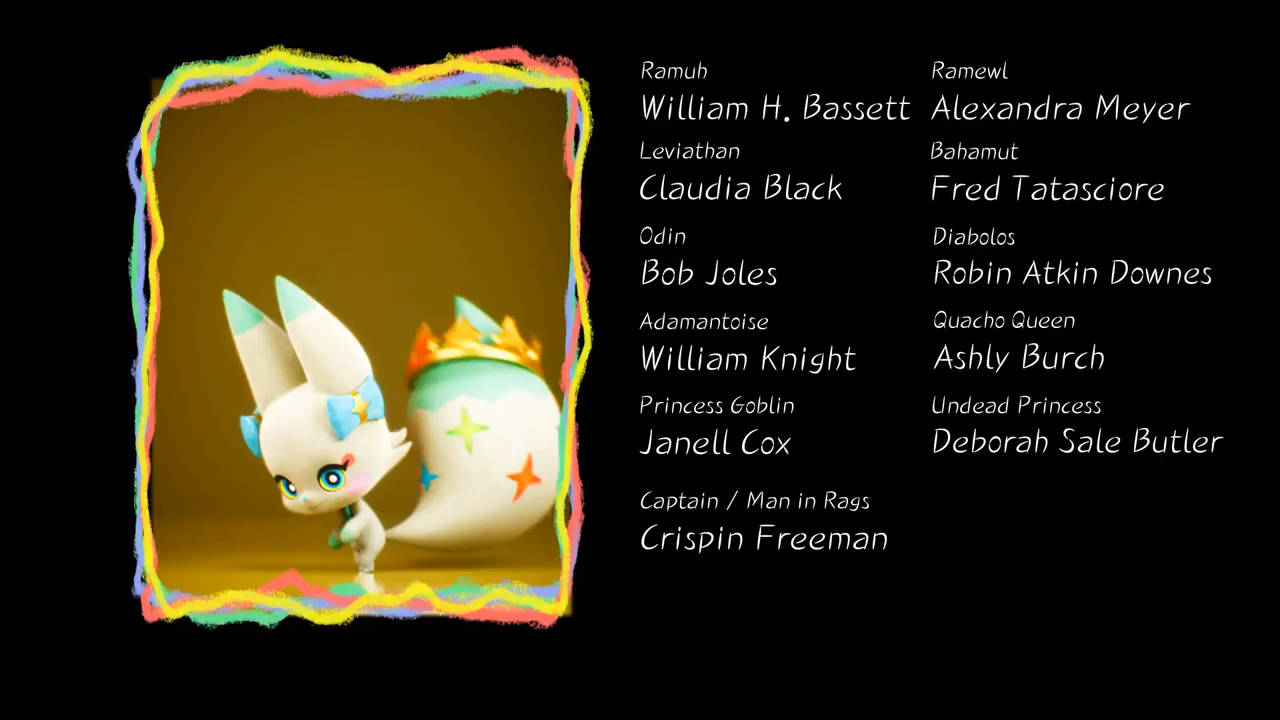 Ramuh
William H. Bassett
Ramewl
Alexandra Meyer
Leviathan
Claudia Black
Bahamut
Fred Tatasciore
Odin
Bob Joles
Diabolos
Robin Atkin Downes
Adamantoise
William Knight
Quacho Queen
Ashly Burch
Princess Goblin
Janell Cox
Undead Princess
Deborah Sale Butler
Captain / Man in Rags
Crispin Freeman